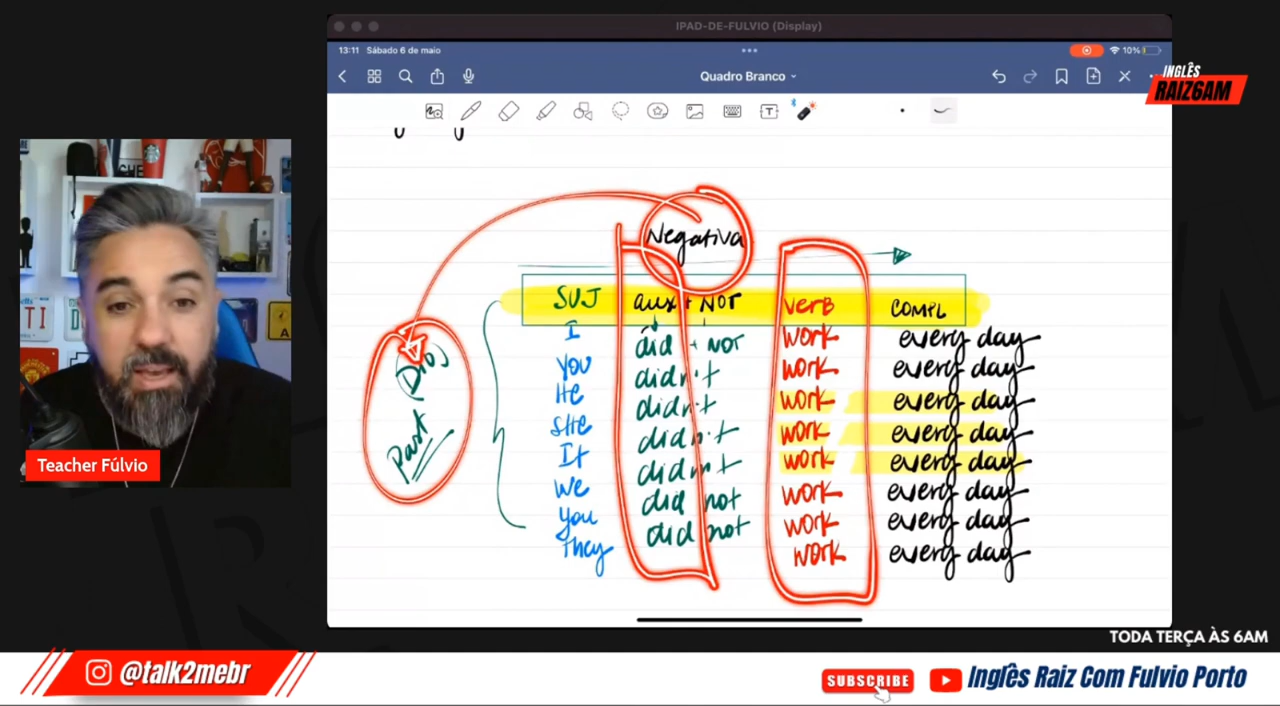 IPAD-DE-FULVIO (Display)
13:11 Sábado 6 de maio
10%
Quadro Branco
INGLÊS
RAIZ6AM
Negativa
SUJ aux + NOT verb COMPL
I did + NOT work every day
You didn't work every day
He didn't work every day
She didn't work every day
It didn't work every day
We did not work every day
You did not work every day
They work every day
Past
Teacher Fúlvio
TODA TERÇA ÀS 6AM
@talk2mebr
SUBSCRIBE
Inglês Raiz Com Fulvio Porto